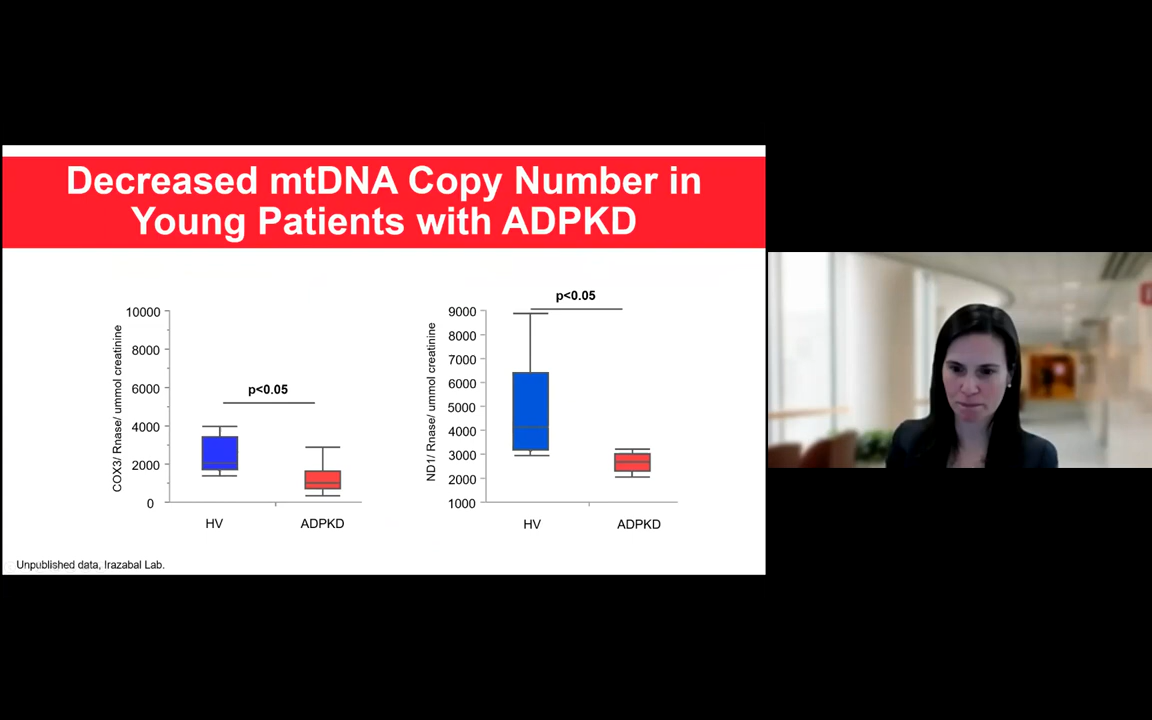 Decreased mtDNA Copy Number in
Young Patients with ADPKD
p<0.05
10000
8000
6000
4000
2000
0
COX3/ Rnase/ ummol creatinine
HV
ADPKD
p<0.05
9000
8000
7000
6000
5000
4000
3000
2000
1000
ND1/ Rnase/ ummol creatinine
HV
ADPKD
Unpublished data, Irazabal Lab.